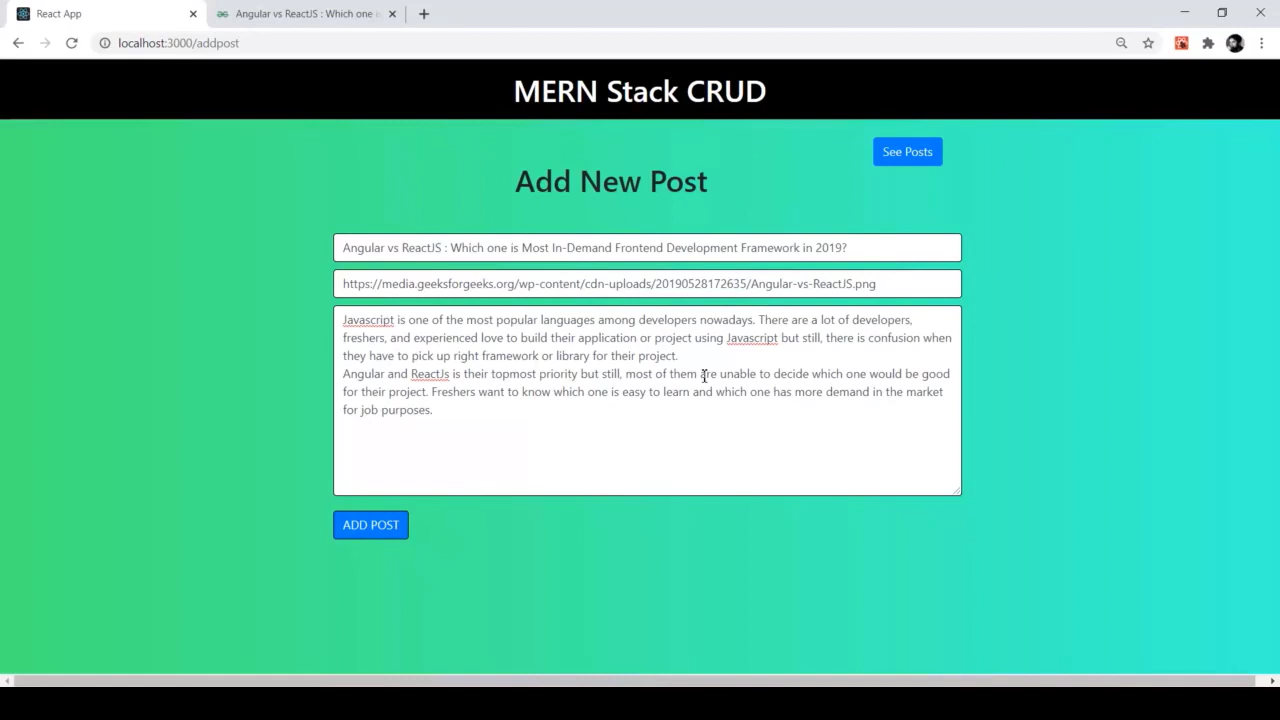 React App
Angular vs ReactJS : Which one
localhost:3000/addpost
MERN Stack CRUD
See Posts
Add New Post
Angular vs ReactJS : Which one is Most In-Demand Frontend Development Framework in 2019?
https://media.geeksforgeeks.org/wp-content/cdn-uploads/20190528172635/Angular-vs-ReactJS.png
Javascript is one of the most popular languages among developers nowadays. There are a lot of developers,
freshers, and experienced love to build their application or project using Javascript but still, there is confusion when
they have to pick up right framework or library for their project.
Angular and ReactJs is their topmost priority but still, most of them are unable to decide which one would be good
for their project. Freshers want to know which one is easy to learn and which one has more demand in the market
for job purposes.
ADD POST